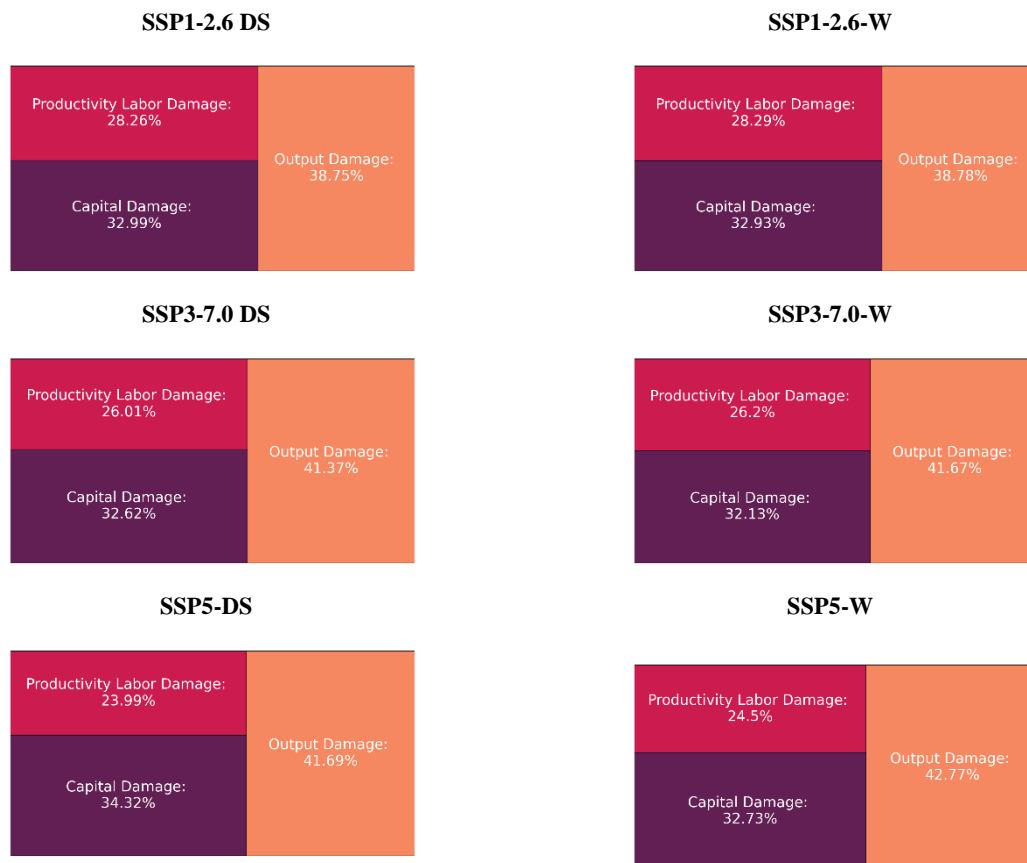 SSP1-2.6 DS
Productivity Labor Damage:
28.26%
Capital Damage:
32.99%
Output Damage:
38.75%
SSP1-2.6-W
Productivity Labor Damage:
28.29%
Capital Damage:
32.93%
Output Damage:
38.78%
SSP3-7.0 DS
Productivity Labor Damage:
26.01%
Capital Damage:
32.62%
Output Damage:
41.37%
SSP3-7.0-W
Productivity Labor Damage:
26.2%
Capital Damage:
32.13%
Output Damage:
41.67%
SSP5-DS
Productivity Labor Damage:
23.99%
Capital Damage:
34.32%
Output Damage:
41.69%
SSP5-W
Productivity Labor Damage:
24.5%
Capital Damage:
32.73%
Output Damage:
42.77%